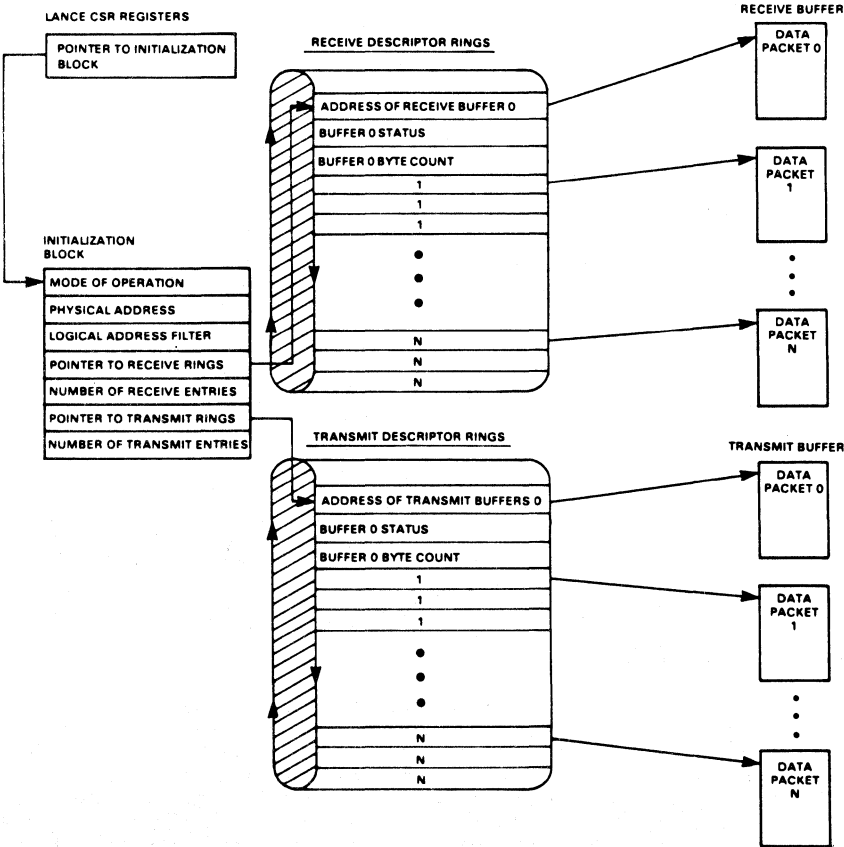 LANCE CSR REGISTERS
POINTER TO INITIALIZATION
BLOCK
INITIALIZATION
BLOCK
MODE OF OPERATION
PHYSICAL ADDRESS
LOGICAL ADDRESS FILTER
POINTER TO RECEIVE RINGS
NUMBER OF RECEIVE ENTRIES
POINTER TO TRANSMIT RINGS
NUMBER OF TRANSMIT ENTRIES
RECEIVE DESCRIPTOR RINGS
ADDRESS OF RECEIVE BUFFER 0
BUFFER 0 STATUS
BUFFER 0 BYTE COUNT
1
1
1
N
N
N
RECEIVE BUFFER
DATA
PACKET 0
DATA
PACKET
1
DATA
PACKET
N
TRANSMIT DESCRIPTOR RINGS
ADDRESS OF TRANSMIT BUFFERS 0
BUFFER 0 STATUS
BUFFER 0 BYTE COUNT
1
1
1
N
N
N
TRANSMIT BUFFER
DATA
PACKET 0
DATA
PACKET
1
DATA
PACKET
N